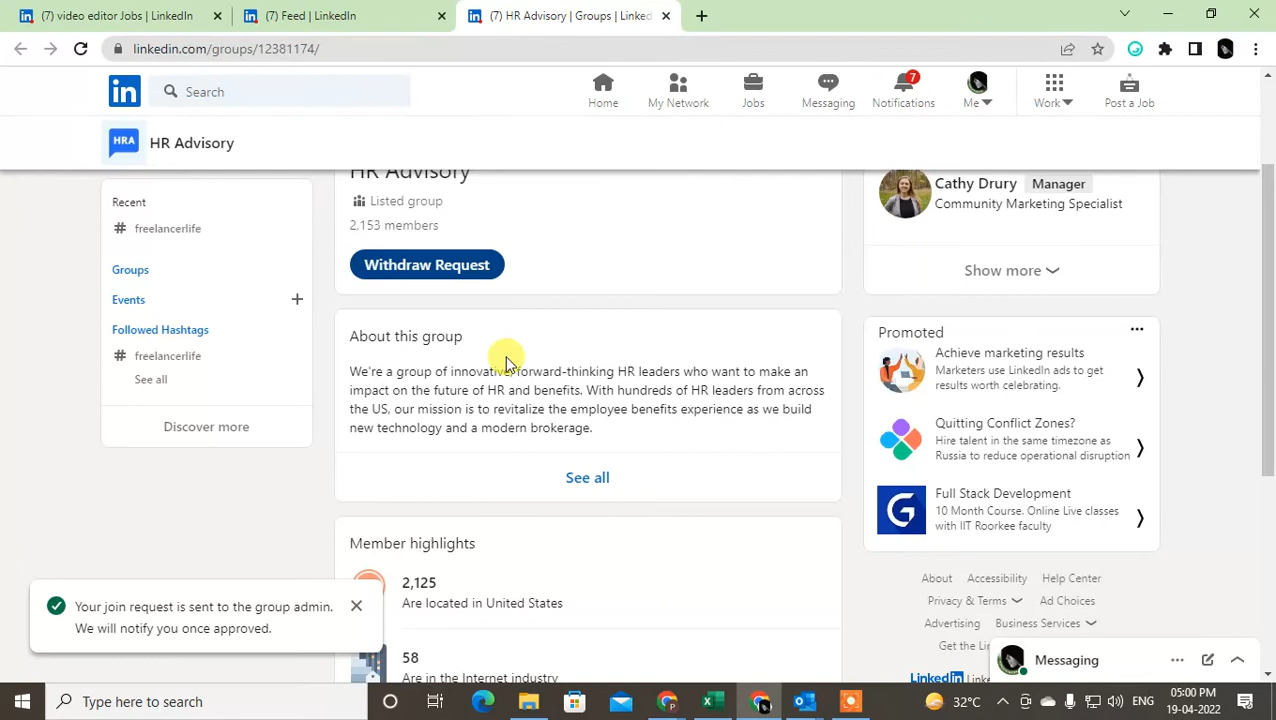 (7) video editor Jobs | LinkedIn
(7) Feed | LinkedIn
(7) HR Advisory | Groups | Linked
linkedin.com/groups/12381174/
in
Search
Home
My Network
Jobs
Messaging
7
Notifications
Me
Work
Post a Job
HRA
HR Advisory
Recent
# freelancerlife
Groups
Events
Followed Hashtags
# freelancerlife
See all
Discover more
HR Advisory
Listed group
2,153 members
Withdraw Request
About this group
We're a group of innovative, forward-thinking HR leaders who want to make an
impact on the future of HR and benefits. With hundreds of HR leaders from across
the US, our mission is to revitalize the employee benefits experience as we build
new technology and a modern brokerage.
See all
Member highlights
2,125
Are located in United States
58
Are in the Internet industry
Cathy Drury Manager
Community Marketing Specialist
Show more
Promoted
Achieve marketing results
Marketers use LinkedIn ads to get
results worth celebrating.
Quitting Conflict Zones?
Hire talent in the same timezone as
Russia to reduce operational disruption
Full Stack Development
10 Month Course. Online Live classes
with IIT Roorkee faculty
About Accessibility Help Center
Privacy & Terms Ad Choices
Advertising Business Services
Get the Lin
LinkedIn Linke
Messaging
Your join request is sent to the group admin.
We will notify you once approved.
Type here to search
32°C
ENG
05:00 PM
19-04-2022